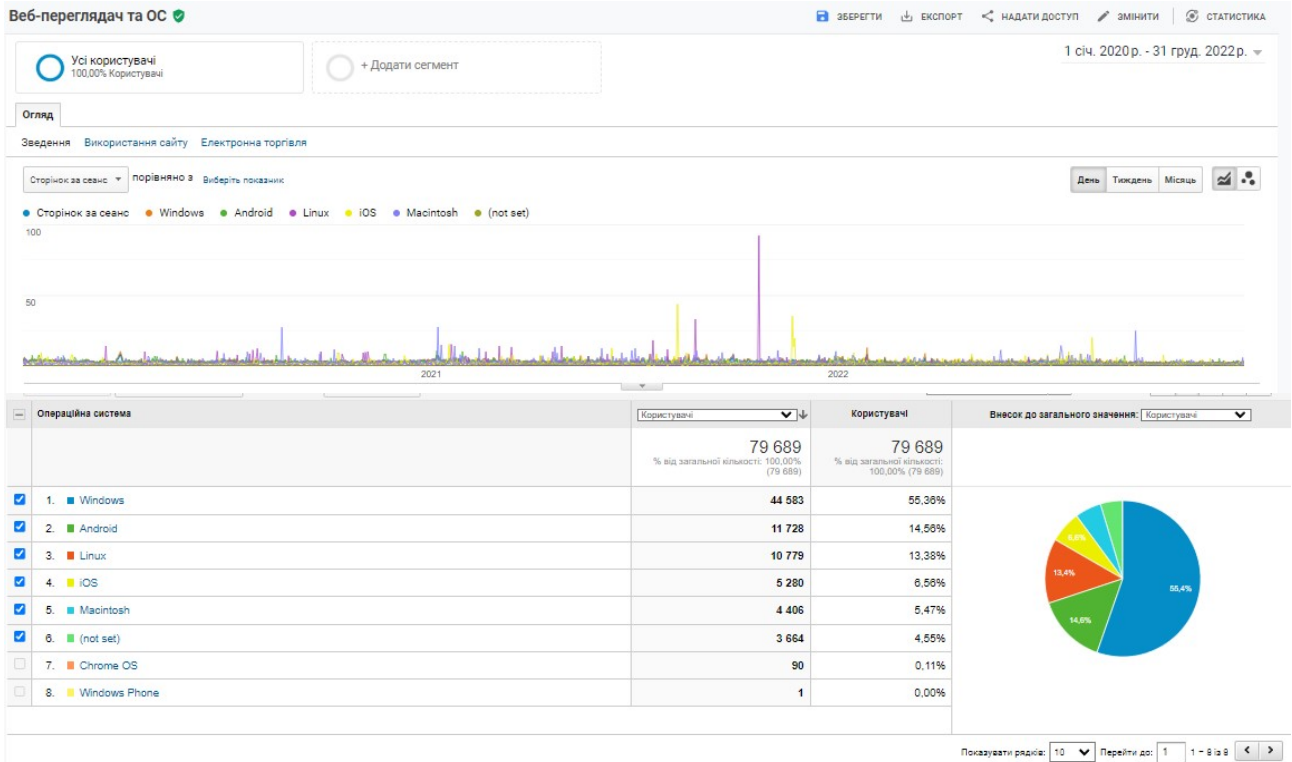 Веб-переглядач та ОС
ЗБЕРЕГТИ ЕКСПОРТ НАДАТИ ДОСТУП ЗМІНИТИ СТАТИСТИКА
Усі користувачі
100,00% Користувачі
+ Додати сегмент
1 січ. 2020 р. - 31 груд. 2022 р.
Огляд
Зведення Використання сайту Електронна торгівля
Сторінок за сеанс порівняно з Виберіть показник
День Тиждень Місяць
Сторінок за сеанс Windows Android Linux iOS Macintosh (not set)
100
50
2021 2022
Операційна система Користувачі Користувачі Внесок до загального значення: Користувачі
79 689 79 689
% від загальної кількості: 100,00% (79 689) % від загальної кількості: 100,00% (79 689)
1. Windows 44 583 55,36%
2. Android 11 728 14,56%
3. Linux 10 779 13,38%
4. iOS 5 280 6,56%
5. Macintosh 4 406 5,47%
6. (not set) 3 664 4,55%
7. Chrome OS 90 0,11%
8. Windows Phone 1 0,00%
6,6%
13,4%
55,4%
14,6%
Показувати рядків: 10 Перейти до: 1 1 – 8 із 8